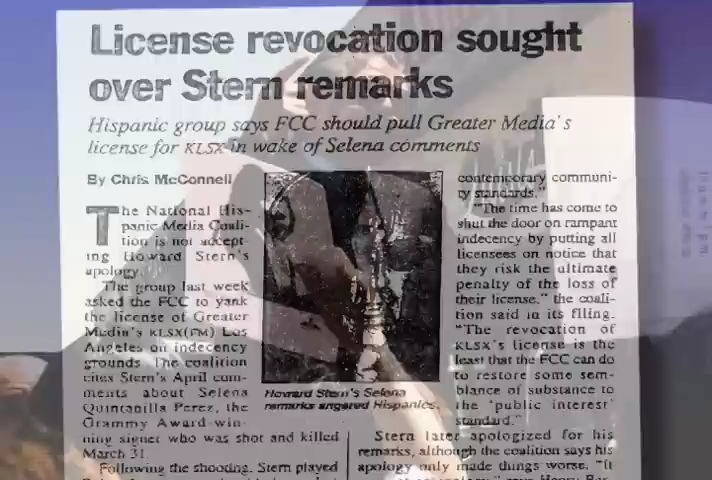 License revocation sought
over Stern remarks
Hispanic group says FCC should pull Greater Media's
license for KLSX in wake of Selena comments
By Chris McConnell
The National His-
panic Media Coali-
tion is not accept-
ing Howard Stern's
apology.
The group last week
asked the FCC to yank
the license of Greater
Media's KLSX(FM) Los
Angeles on indecency
grounds. The coalition
cites Stern's April com-
ments about Selena
Quintanilla Perez, the
Grammy Award-win-
ning singer who was shot and killed
March 31.
Following the shooting, Stern played
Howard Stern's Selena
remarks angered Hispanics.
contemporary communi-
ty standards."
"The time has come to
shut the door on rampant
indecency by putting all
licensees on notice that
they risk the ultimate
penalty of the loss of
their license," the coali-
tion said in its filing.
"The revocation of
KLSX's license is the
least that the FCC can do
to restore some sem-
blance of substance to
the 'public interest'
standard."
Stern later apologized for his
remarks, although the coalition says his
apology only made things worse. "It